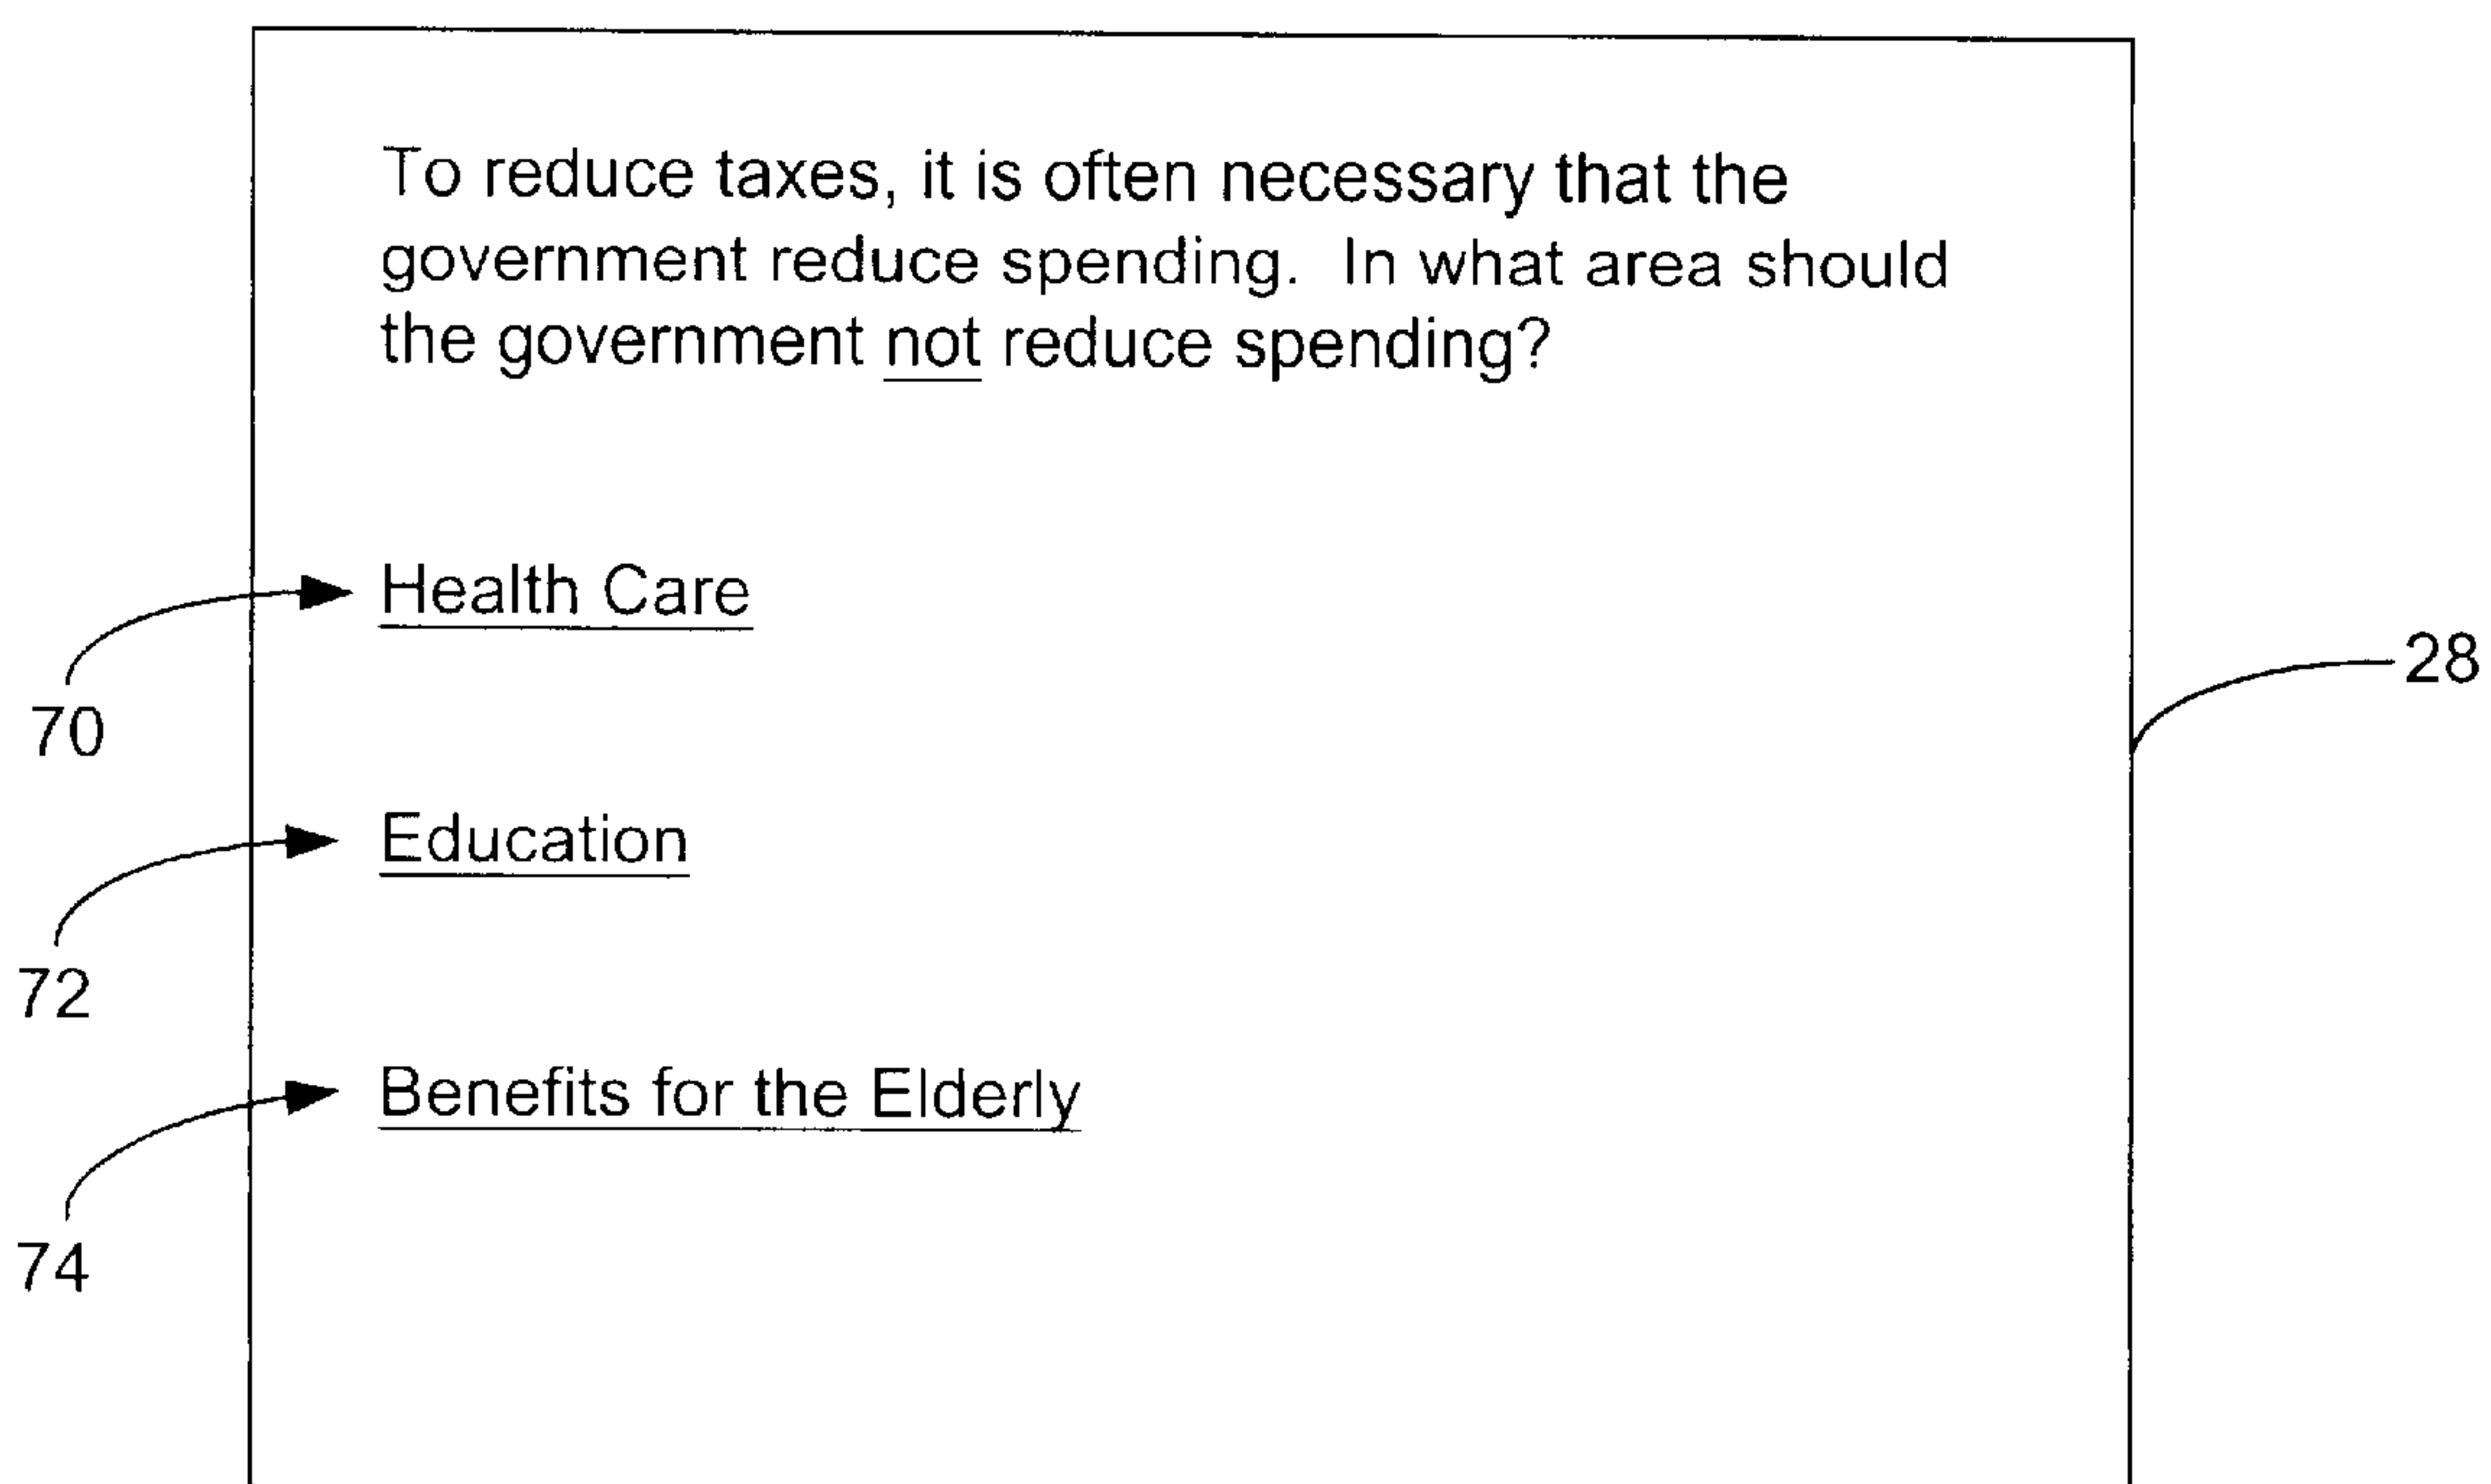 To reduce taxes, it is often necessary that the
government reduce spending.  In what area should
the government not reduce spending?
Health Care
28
70
Education
72
Benefits for the Elderly
74